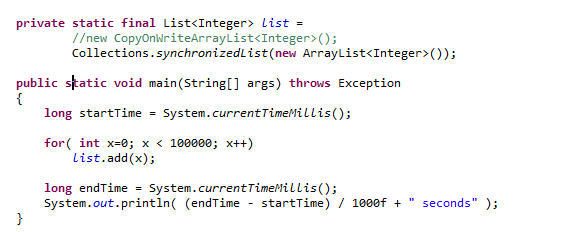 private static final List<Integer> list =
//new CopyOnWriteArrayList<Integer>();
Collections.synchronizedList(new ArrayList<Integer>());
public static void main(String[] args) throws Exception
{
long startTime = System.currentTimeMillis();
for( int x=0; x < 100000; x++)
list.add(x);
long endTime = System.currentTimeMillis();
System.out.println( (endTime - startTime) / 1000f + " seconds" );
}